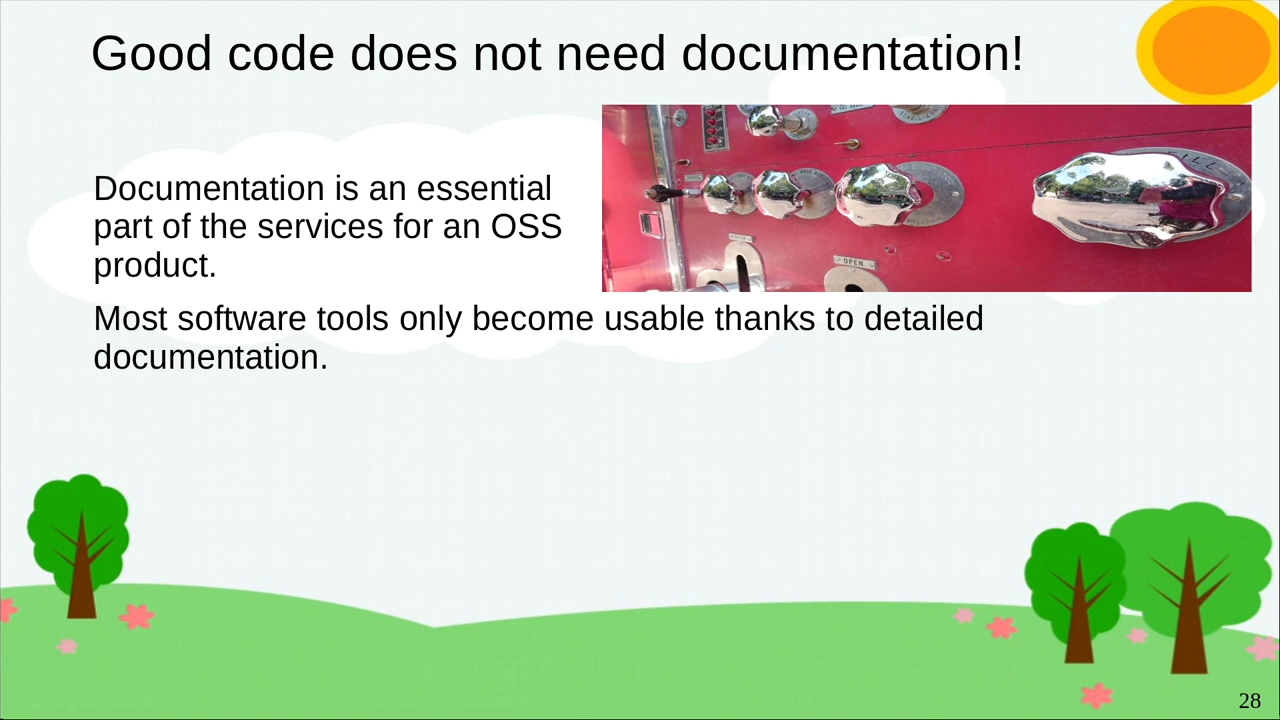 Good code does not need documentation!
Documentation is an essential
part of the services for an OSS
product.
OPEN
Most software tools only become usable thanks to detailed
documentation.
28